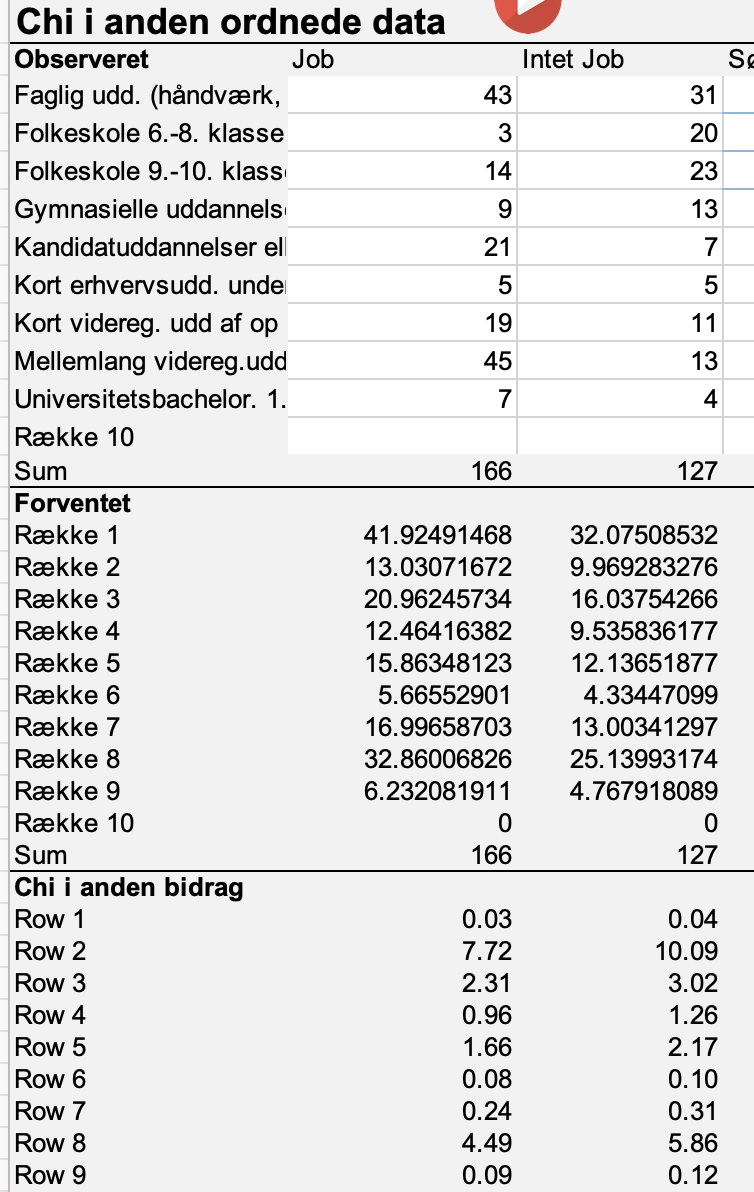 Chi i anden ordnede data
Observeret Job Intet Job
Faglig udd. (håndværk, 43 31
Folkeskole 6.-8. klasse 3 20
Folkeskole 9.-10. klass 14 23
Gymnasielle uddannels 9 13
Kandidatuddannelser el 21 7
Kort erhvervsudd. unde 5 5
Kort videreg. udd af op 19 11
Mellemlang videreg.udd 45 13
Universitetsbachelor. 1. 7 4
Række 10
Sum 166 127
Forventet
Række 1 41.92491468 32.07508532
Række 2 13.03071672 9.969283276
Række 3 20.96245734 16.03754266
Række 4 12.46416382 9.535836177
Række 5 15.86348123 12.13651877
Række 6 5.66552901 4.33447099
Række 7 16.99658703 13.00341297
Række 8 32.86006826 25.13993174
Række 9 6.232081911 4.767918089
Række 10 0 0
Sum 166 127
Chi i anden bidrag
Row 1 0.03 0.04
Row 2 7.72 10.09
Row 3 2.31 3.02
Row 4 0.96 1.26
Row 5 1.66 2.17
Row 6 0.08 0.10
Row 7 0.24 0.31
Row 8 4.49 5.86
Row 9 0.09 0.12